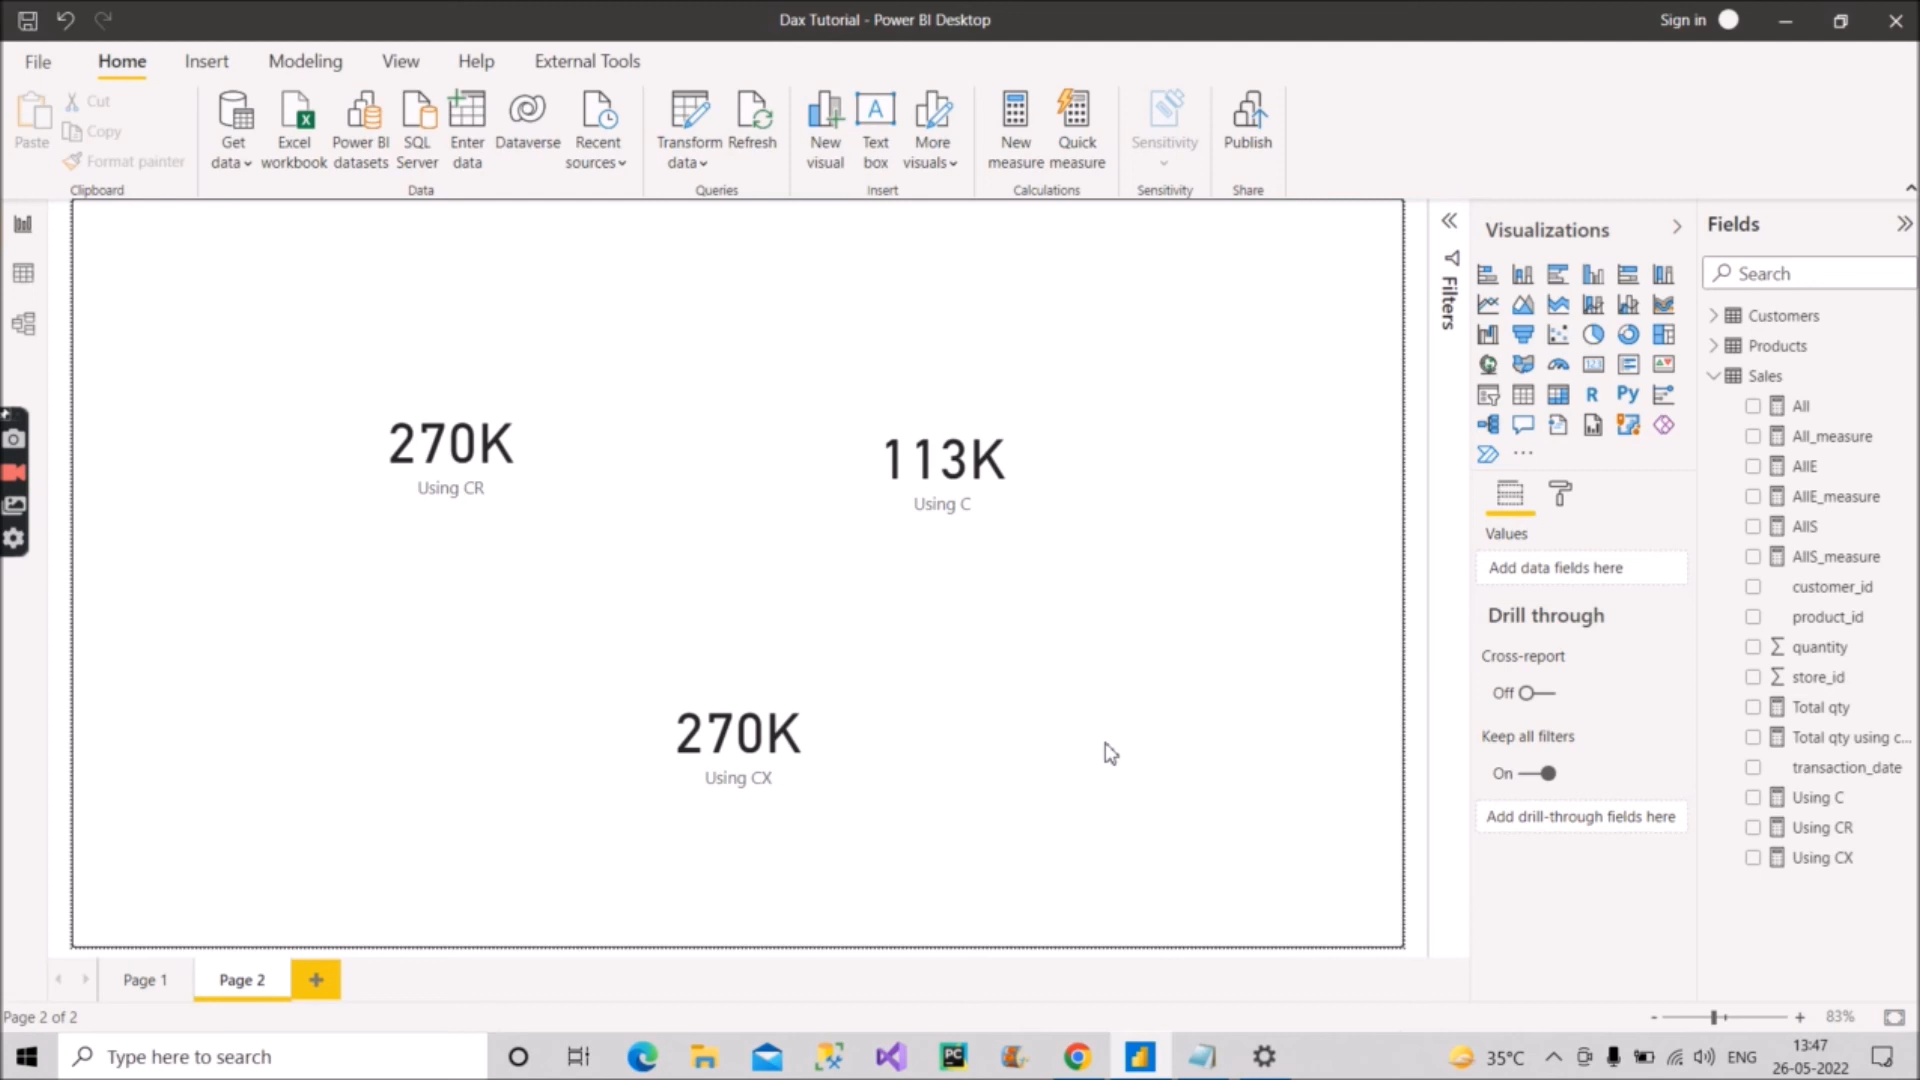 Dax Tutorial - Power BI Desktop
Sign in
File
Home
Insert
Modeling
View
Help
External Tools
Paste
Cut
Copy
Format painter
Clipboard
Get data
Excel workbook
Power BI datasets
SQL Server
Enter data
Dataverse
Recent sources
Data
Transform data
Refresh
Queries
New visual
A
Text box
More visuals
Insert
New measure
Quick measure
Calculations
Sensitivity
Sensitivity
Publish
Share
270K
Using CR
113K
Using C
270K
Using CX
Filters
Visualizations
R
Py
Values
Add data fields here
Drill through
Cross-report
Off
Keep all filters
On
Add drill-through fields here
Fields
Search
Customers
Products
Sales
All
All_measure
AllE
AllE_measure
AllS
AllS_measure
customer_id
product_id
quantity
store_id
Total qty
Total qty using c...
transaction_date
Using C
Using CR
Using CX
Page 1
Page 2
Page 2 of 2
83%
Type here to search
35°C
ENG
13:47
26-05-2022